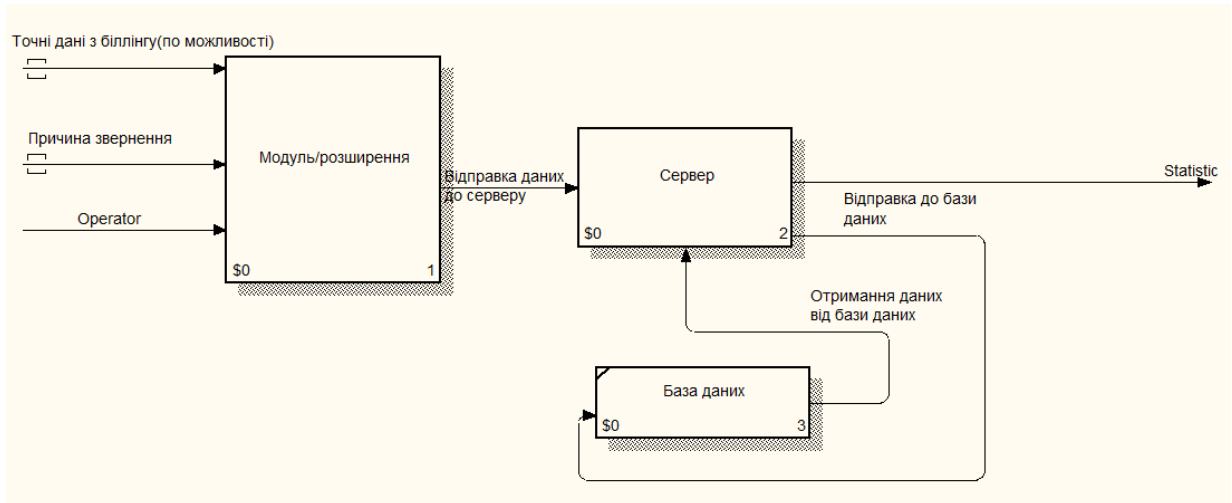 Точні дані з біллінгу(по можливості)
Причина звернення
Operator
Модуль/розширення
$0
1
Відправка даних
до серверу
Сервер
$0
2
Statistic
Відправка до бази
даних
Отримання даних
від бази даних
База даних
$0
3